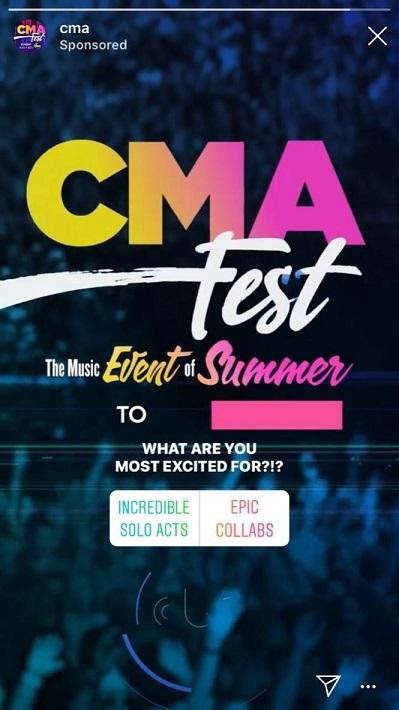 cma
Sponsored
CMA
Fest
The Music Event of Summer
TO
WHAT ARE YOU
MOST EXCITED FOR?!?
INCREDIBLE
SOLO ACTS
EPIC
COLLABS